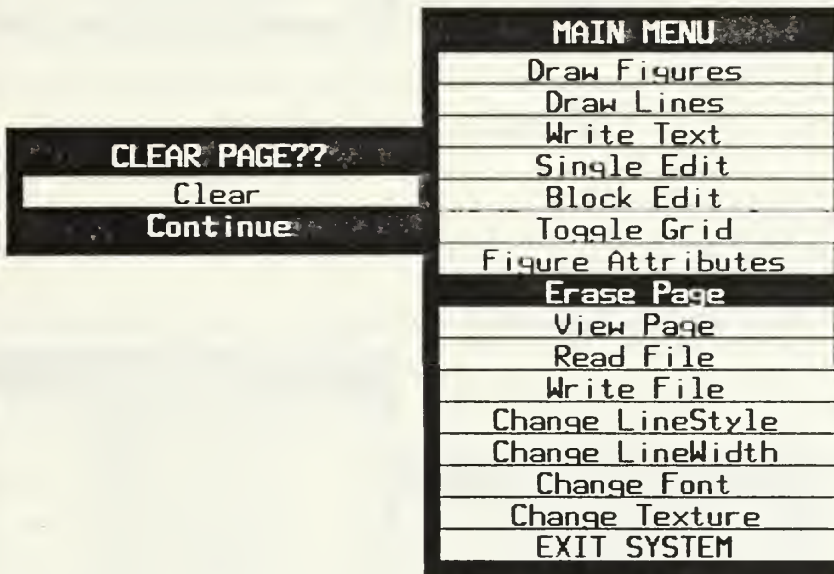 MAIN MENU
Draw Figures
Draw Lines
Write Text
Single Edit
Block Edit
Toggle Grid
Figure Attributes
Erase Page
View Page
Read File
Write File
Change LineStyle
Change LineWidth
Change Font
Change Texture
EXIT SYSTEM
CLEAR PAGE??
Clear
Continue